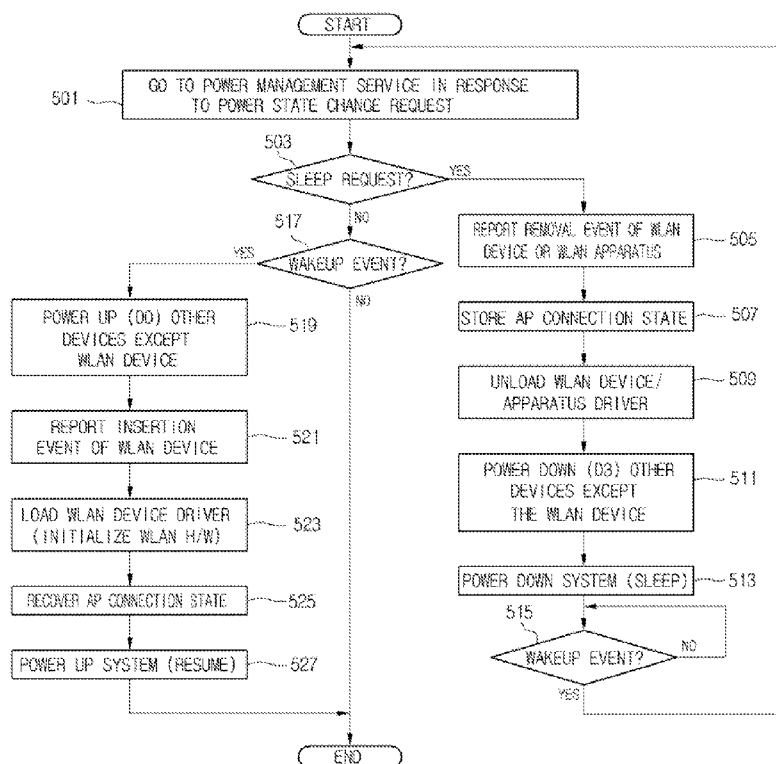 START
501
GO TO POWER MANAGEMENT SERVICE IN RESPONSE
TO POWER STATE CHANGE REQUEST
503
SLEEP REQUEST?
YES
NO
517
WAKEUP EVENT?
YES
NO
POWER UP (D0) OTHER
DEVICES EXCEPT
WLAN DEVICE
519
REPORT INSERTION
EVENT OF WLAN DEVICE
521
LOAD WLAN DEVICE DRIVER
(INITIALIZE WLAN H/W)
523
RECOVER AP CONNECTION STATE
525
POWER UP SYSTEM (RESUME)
527
REPORT REMOVAL EVENT OF WLAN
DEVICE OR WLAN APPARATUS
505
STORE AP CONNECTION STATE
507
UNLOAD WLAN DEVICE/
APPARATUS DRIVER
509
POWER DOWN (D3) OTHER
DEVICES EXCEPT
THE WLAN DEVICE
511
POWER DOWN SYSTEM (SLEEP)
513
515
WAKEUP EVENT?
NO
YES
END